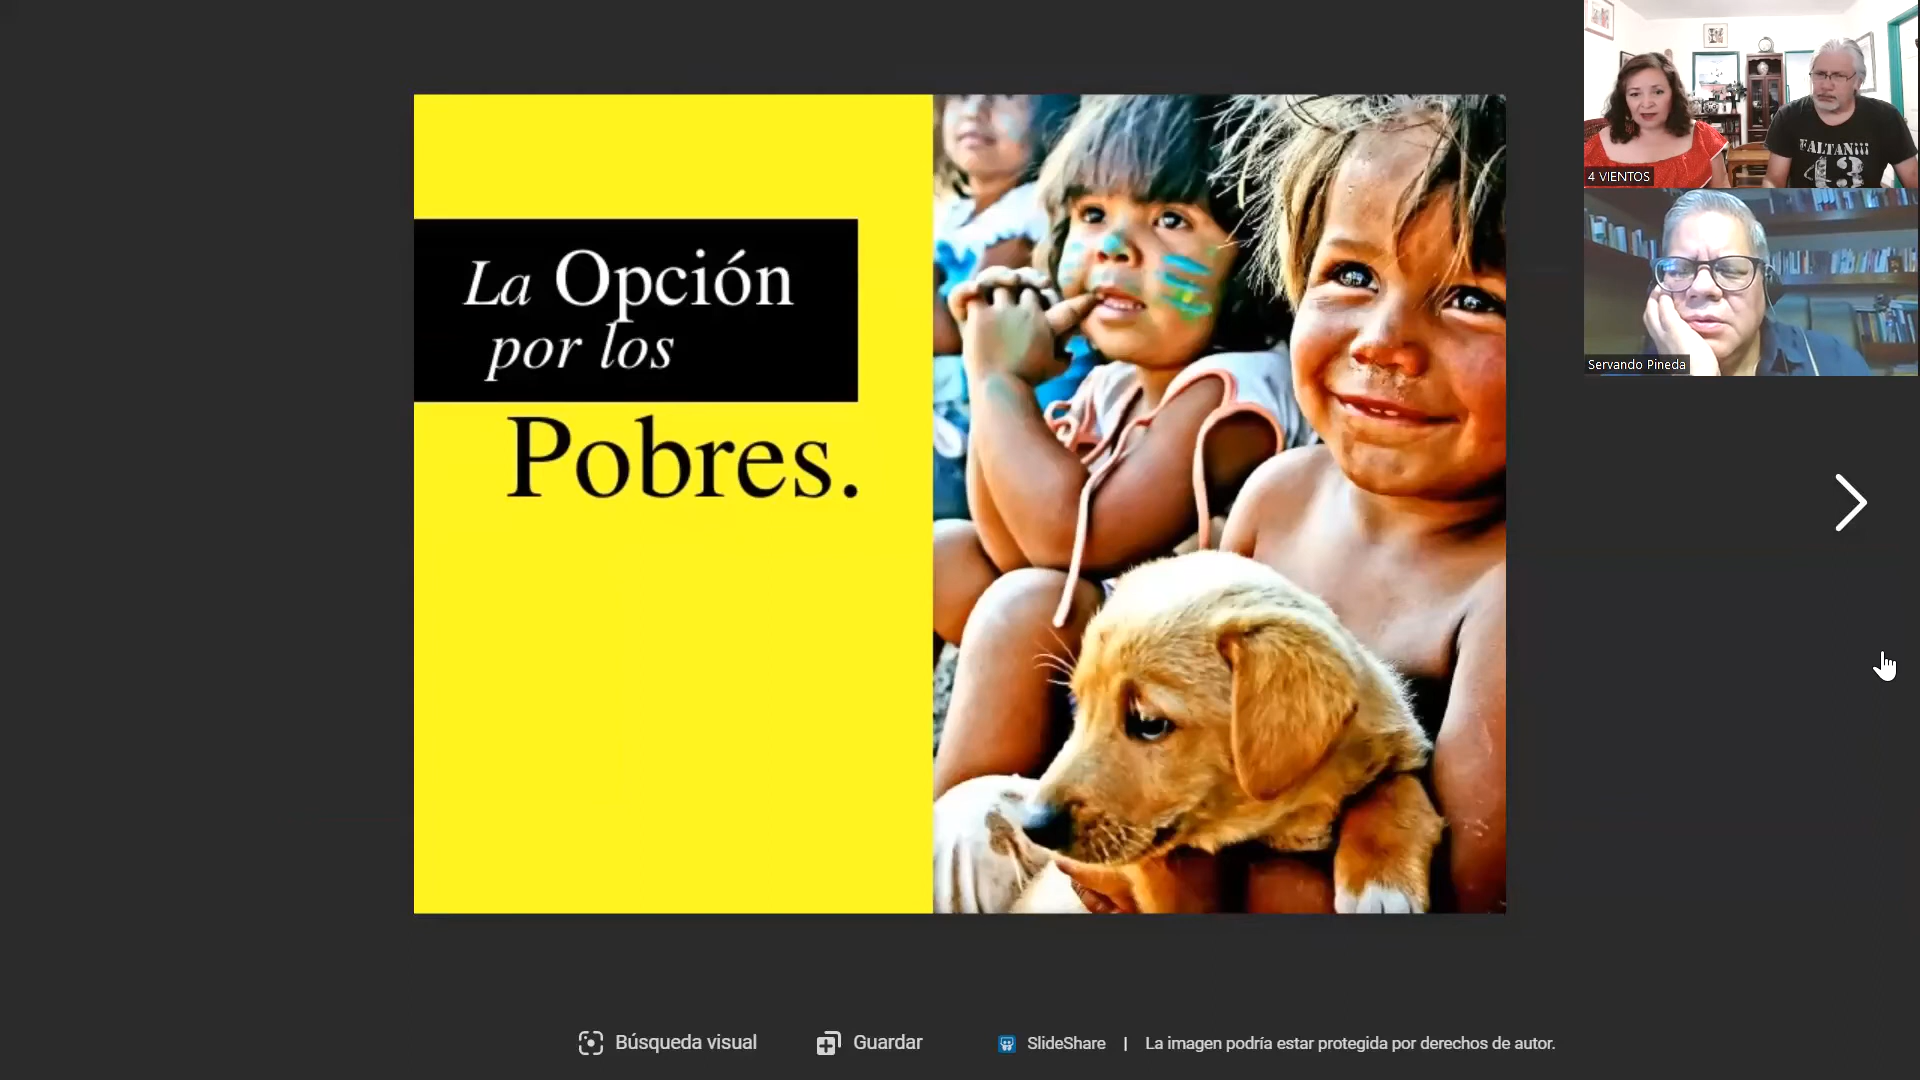 La Opción
por los
Pobres.
4 VIENTOS
FALTAN!!!
43
Servando Pineda
Búsqueda visual
Guardar
SlideShare | La imagen podría estar protegida por derechos de autor.